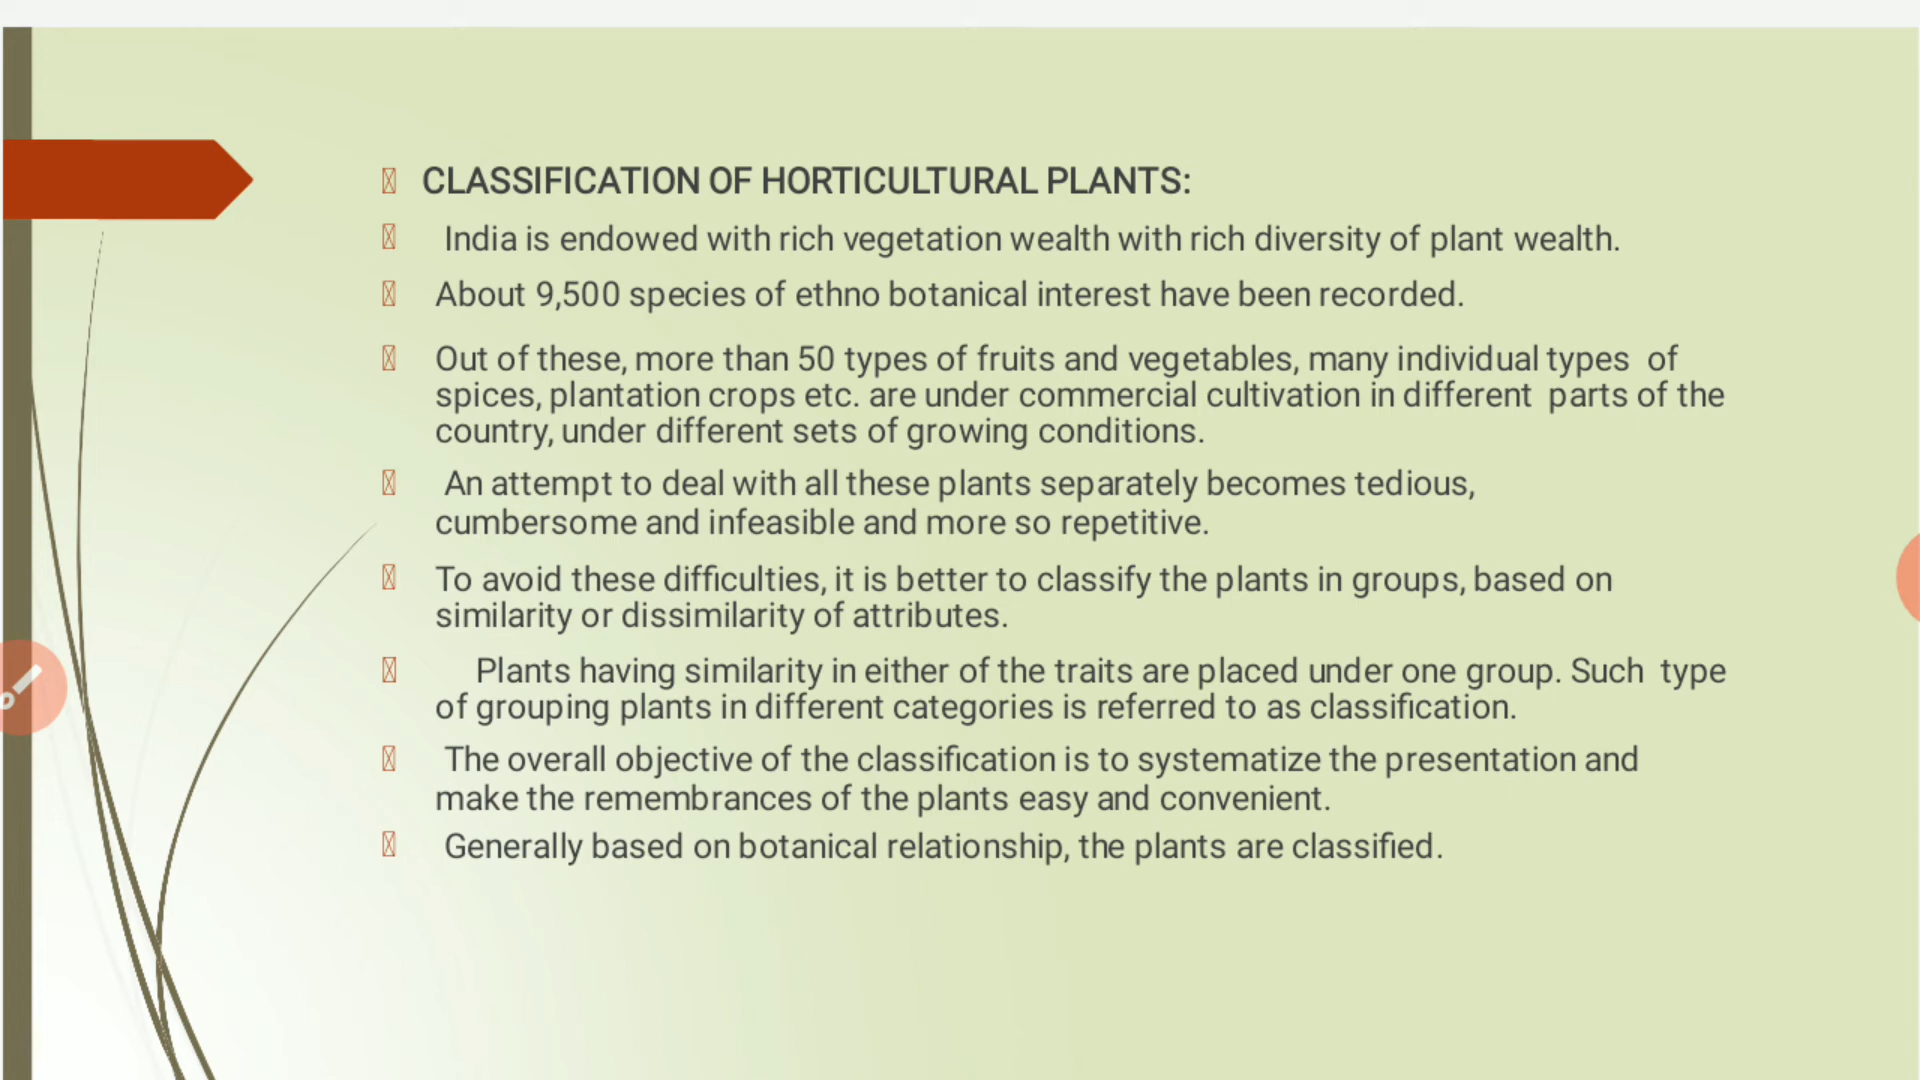 CLASSIFICATION OF HORTICULTURAL PLANTS:
India is endowed with rich vegetation wealth with rich diversity of plant wealth.
About 9,500 species of ethno botanical interest have been recorded.
Out of these, more than 50 types of fruits and vegetables, many individual types of
spices, plantation crops etc. are under commercial cultivation in different parts of the
country, under different sets of growing conditions.
An attempt to deal with all these plants separately becomes tedious,
cumbersome and infeasible and more so repetitive.
To avoid these difficulties, it is better to classify the plants in groups, based on
similarity or dissimilarity of attributes.
Plants having similarity in either of the traits are placed under one group. Such type
of grouping plants in different categories is referred to as classification.
The overall objective of the classification is to systematize the presentation and
make the remembrances of the plants easy and convenient.
Generally based on botanical relationship, the plants are classified.